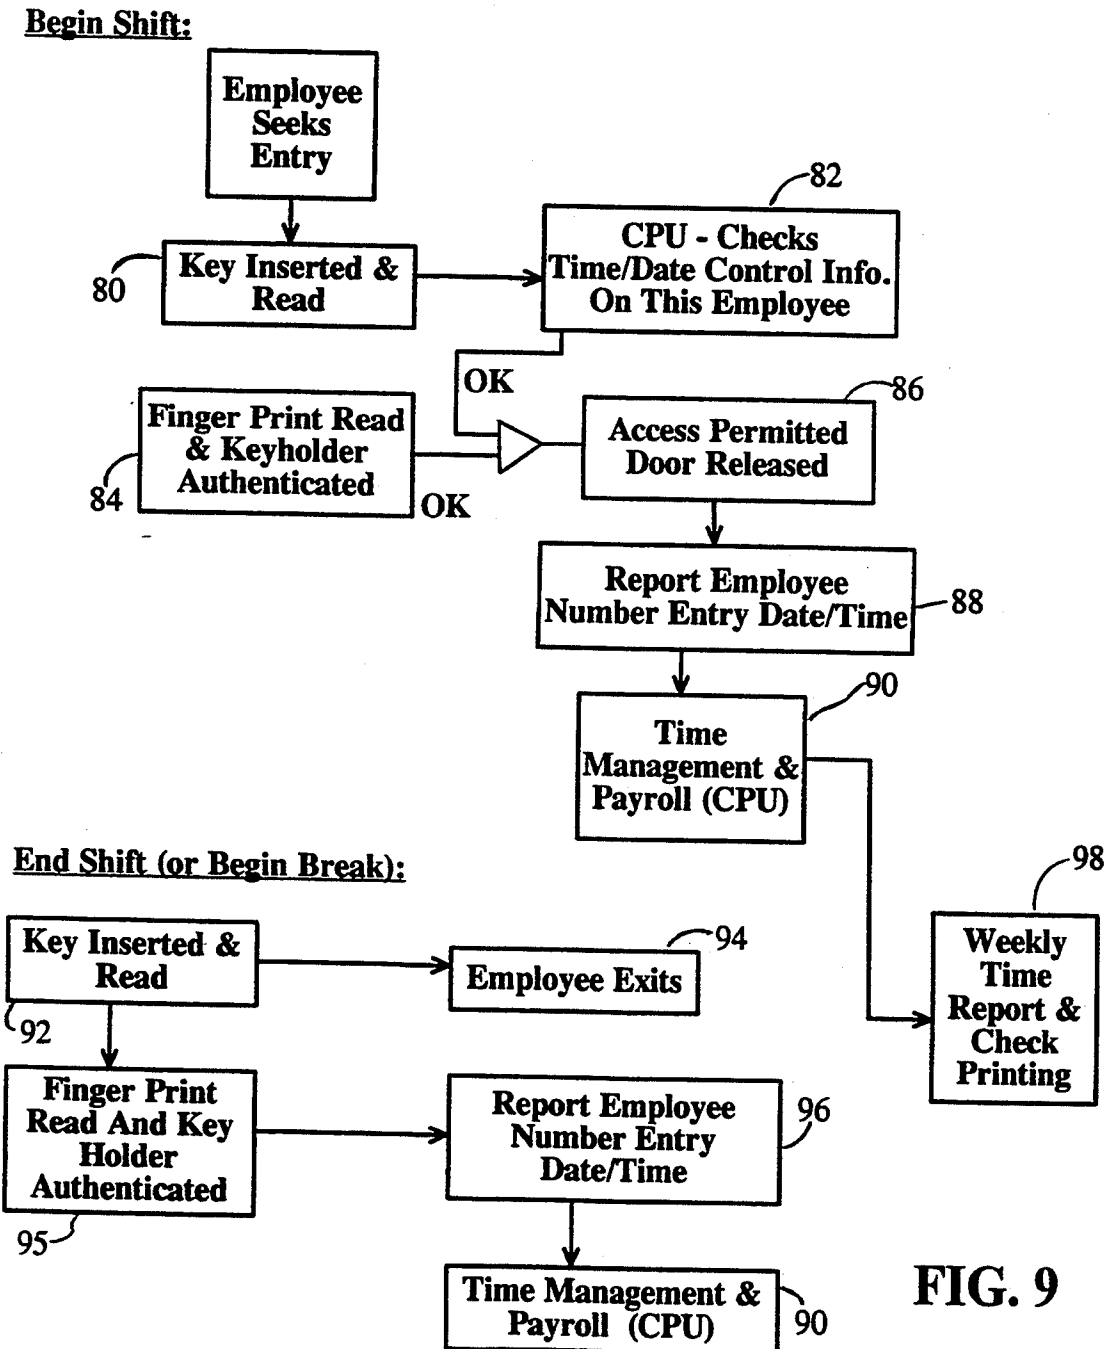 Begin Shift:
Employee
Seeks
Entry
82
80
Key Inserted &
Read
CPU - Checks
Time/Date Control Info.
On This Employee
OK
86
84
Finger Print Read
& Keyholder
Authenticated
OK
Access Permitted
Door Released
Report Employee
Number Entry Date/Time
88
90
Time
Management &
Payroll (CPU)
End Shift (or Begin Break):
98
Key Inserted &
Read
92
94
Employee Exits
Weekly
Time
Report &
Check
Printing
Finger Print
Read And Key
Holder
Authenticated
95
Report Employee
Number Entry
Date/Time
96
Time Management &
Payroll (CPU)
90
FIG. 9